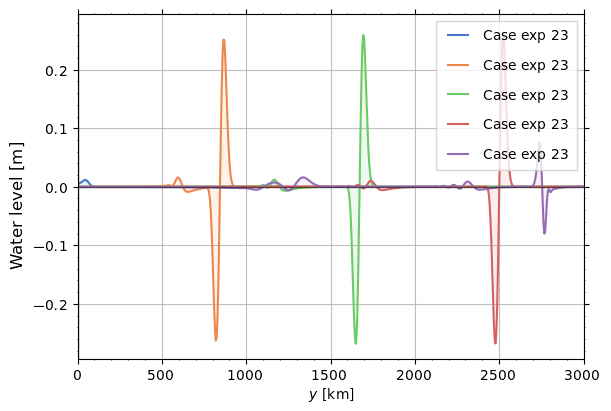 Water level [m]
0.2
0.1
0.0
−0.1
−0.2
Case exp 23
Case exp 23
Case exp 23
Case exp 23
Case exp 23
0 500 1000 1500 2000 2500 3000
y [km]